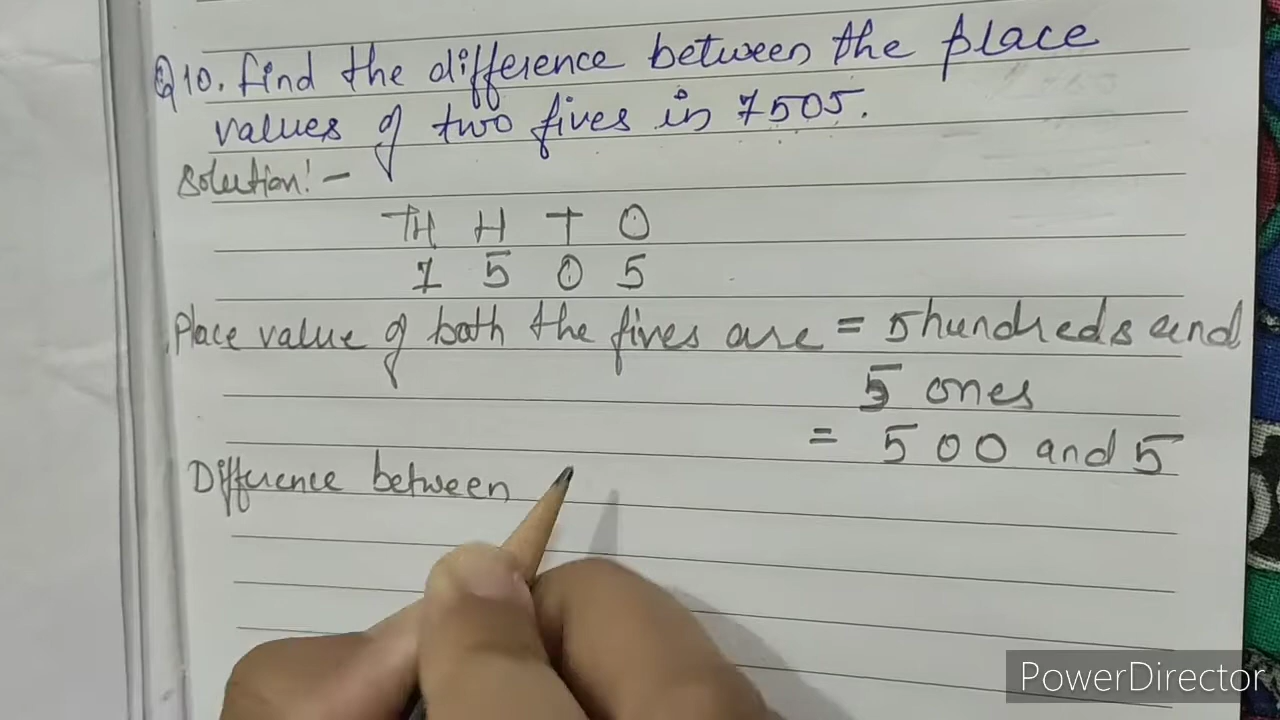 Q10. Find the difference between the place
values of two fives in 7505.
Solution:-
TH H T O
7 5 0 5
Place value of both the fives are = 5 hundreds and
5 ones
= 500 and 5
Difference between
PowerDirector